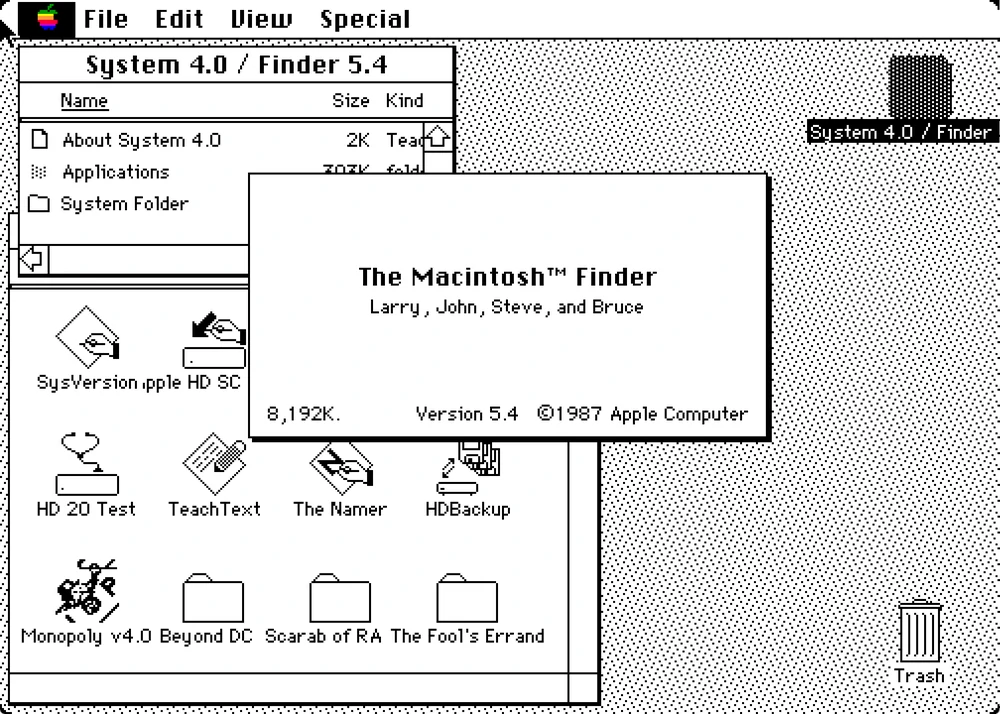 File Edit View Special
System 4.0 / Finder 5.4
Name Size Kind
About System 4.0 2K
Applications 303K
System Folder
System 4.0 / Finder
The Macintosh™ Finder
Larry, John, Steve, and Bruce
8,192K. Version 5.4 ©1987 Apple Computer
SysVersion pple HD SC
HD 20 Test TeachText The Namer HDBackup
Monopoly v4.0 Beyond DC Scarab of RA The Fool's Errand
Trash